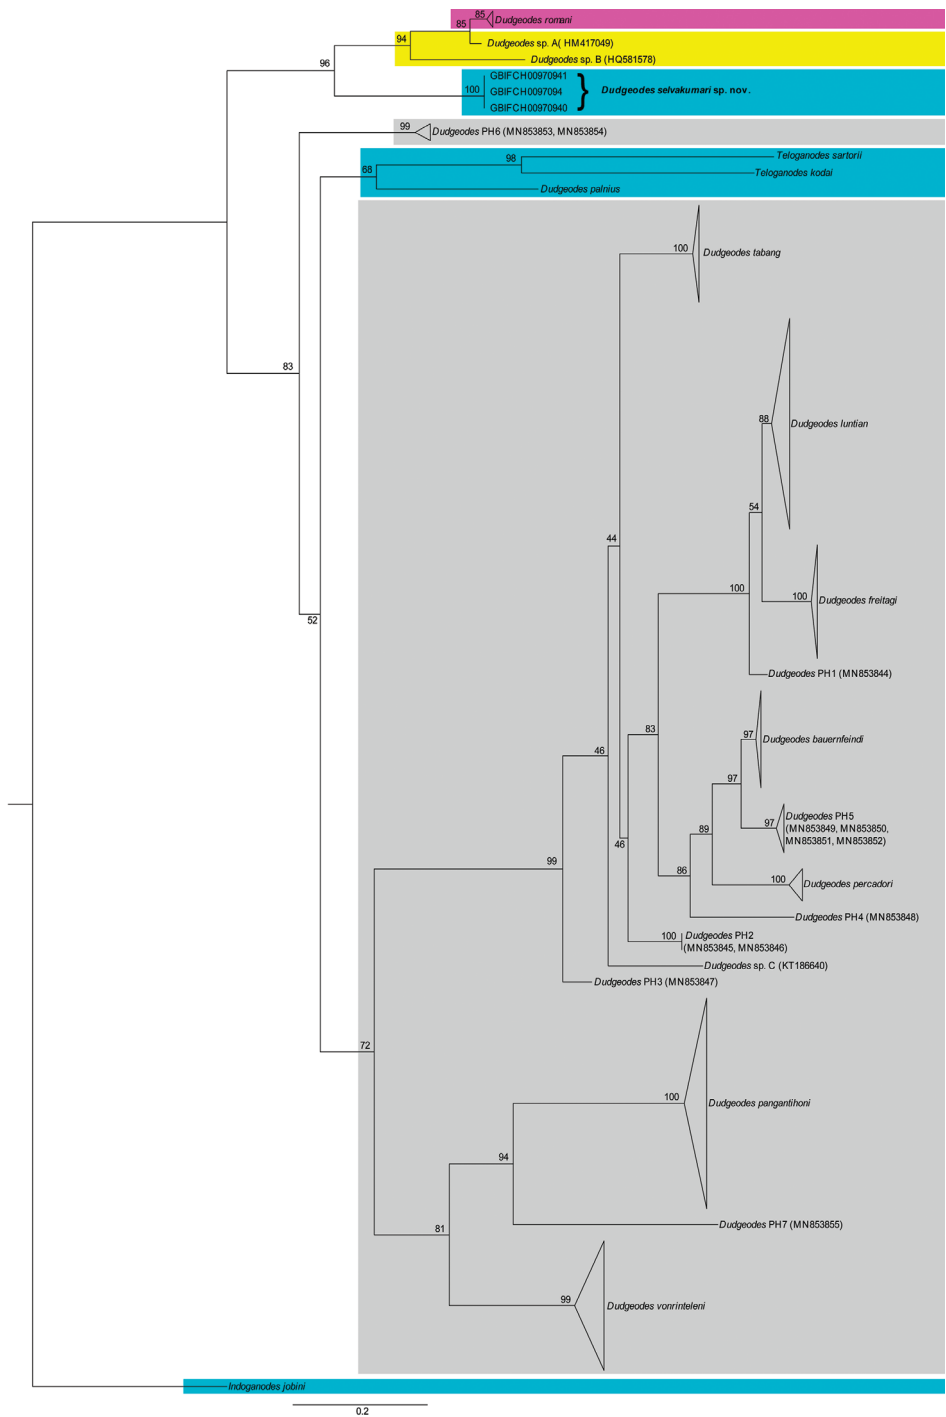 85
Dudgeodes romani
85
94
Dudgeodes sp. A( HM417049)
Dudgeodes sp. B (HQ581578)
96
GBIFCH00970941
100
GBIFCH0097094
}
Dudgeodes selvakumari sp. nov.
GBIFCH00970940
99
Dudgeodes PH6 (MN853853, MN853854)
Teloganodes sartorii
98
68
Teloganodes kodai
Dudgeodes palnius
100
Dudgeodes tabang
83
88
Dudgeodes luntian
54
44
100
100
Dudgeodes freitagi
52
Dudgeodes PH1 (MN853844)
83
97
Dudgeodes bauernfeindi
46
97
Dudgeodes PH5
97
(MN853849, MN853850,
MN853851, MN853852)
89
46
99
86
100
Dudgeodes percadori
Dudgeodes PH4 (MN853848)
100
Dudgeodes PH2
(MN853845, MN853846)
Dudgeodes sp. C (KT186640)
Dudgeodes PH3 (MN853847)
72
100
Dudgeodes pangantihoni
94
81
Dudgeodes PH7 (MN853855)
99
Dudgeodes vonrinteleni
Indoganodes jobini
0.2